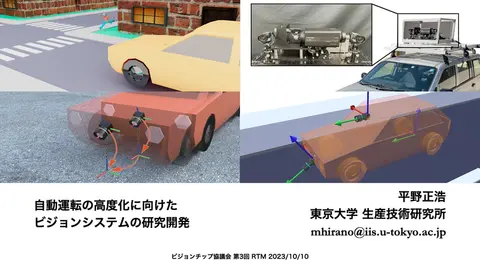 自動運転の高度化に向けた
ビジョンシステムの研究開発
平野正浩
東京大学 生産技術研究所
mhirano@iis.u-tokyo.ac.jp
ビジョンチップ協議会 第3回 RTM 2023/10/10